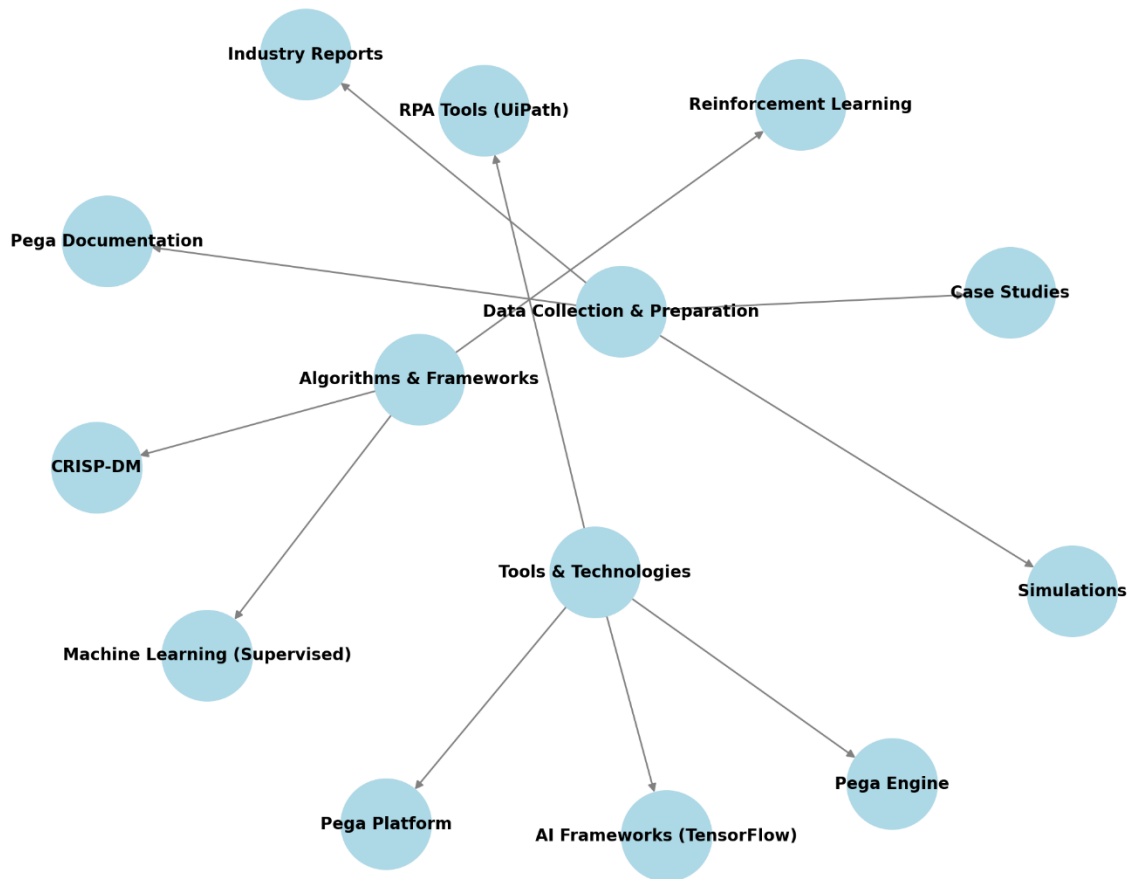 Industry Reports
RPA Tools (UiPath)
Reinforcement Learning
Pega Documentation
Case Studies
Data Collection & Preparation
Algorithms & Frameworks
CRISP-DM
Tools & Technologies
Simulations
Machine Learning (Supervised)
Pega Engine
Pega Platform
AI Frameworks (TensorFlow)